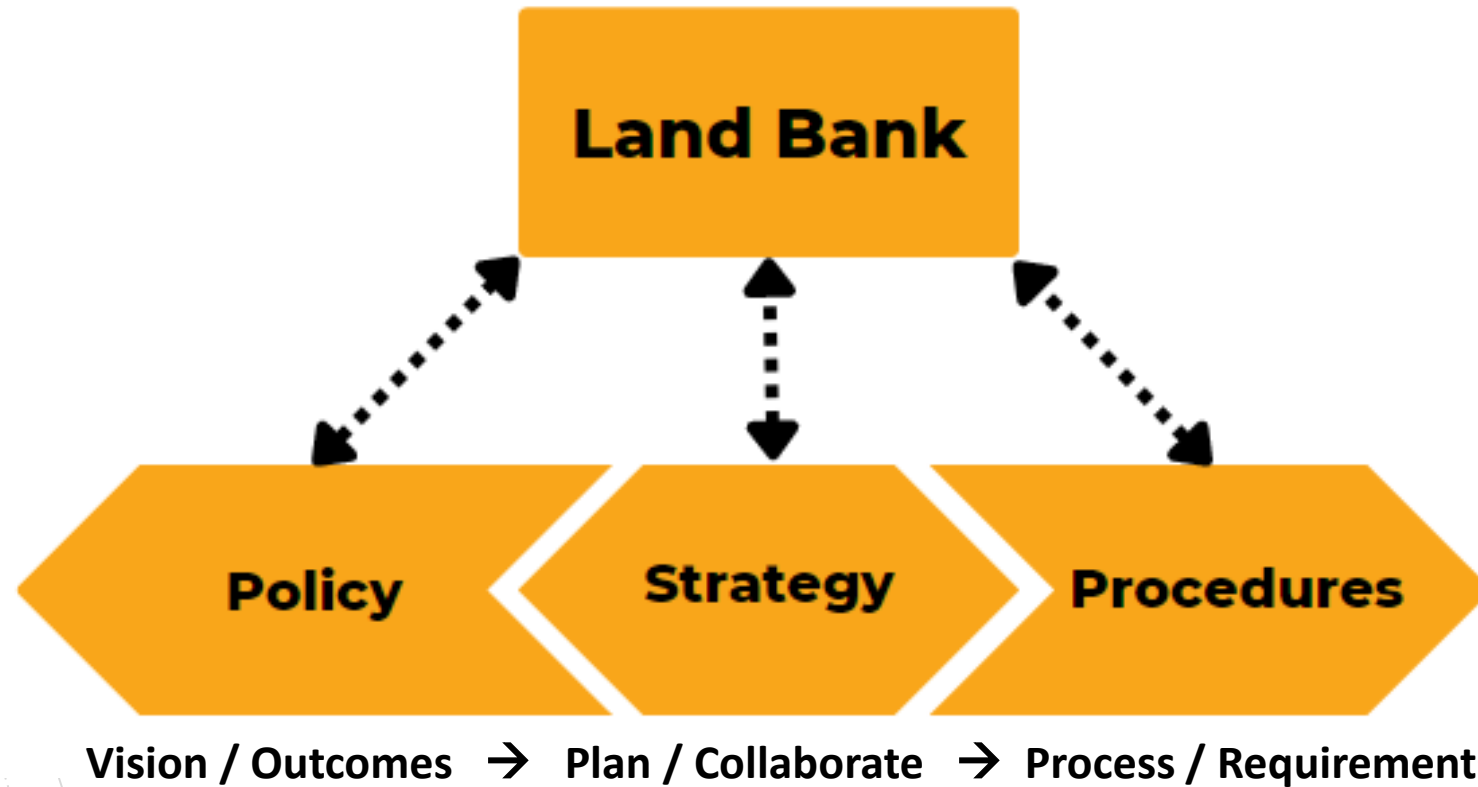 Land Bank
Policy Strategy Procedures
Vision / Outcomes → Plan / Collaborate → Process / Requirement